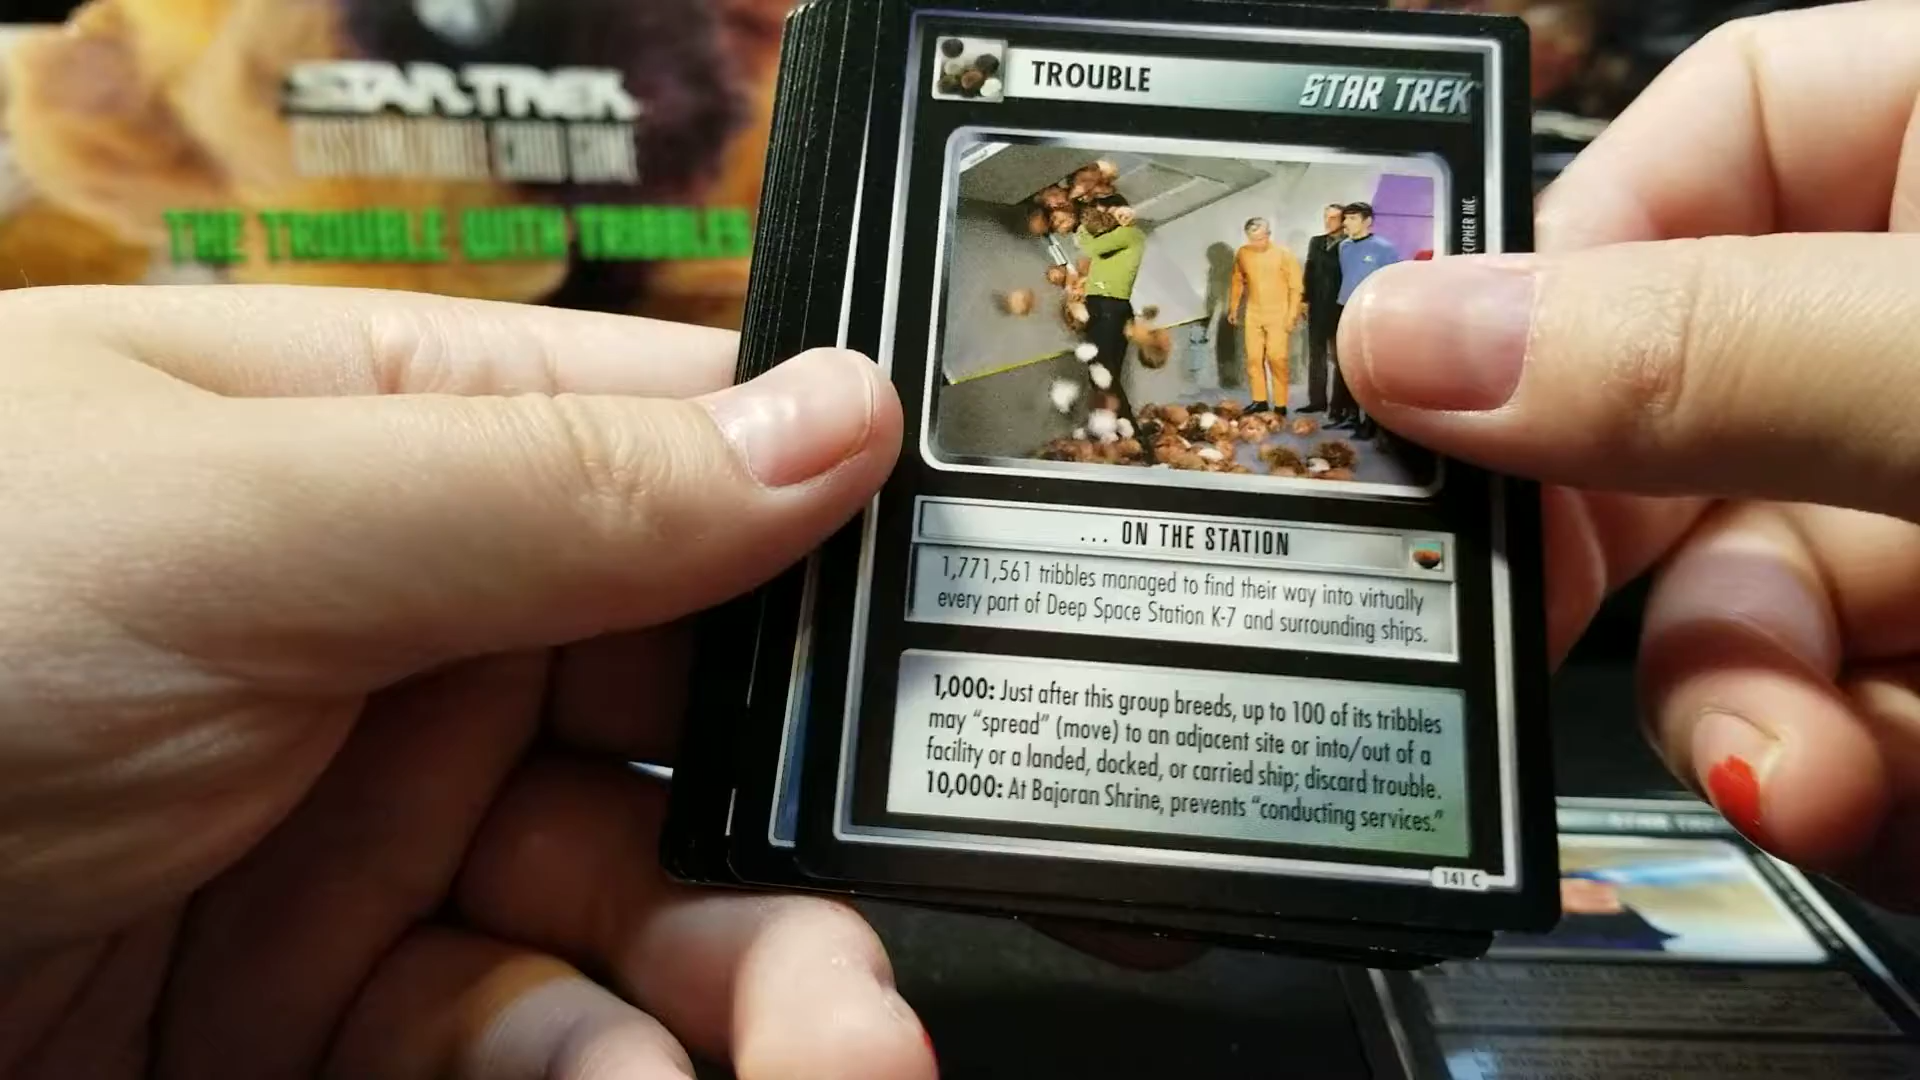 STAR TREK
CUSTOMIZABLE CARD GAME
THE TROUBLE WITH TRIBBLES
TROUBLE
STAR TREK
CIPHER INC.
... ON THE STATION
1,771,561 tribbles managed to find their way into virtually
every part of Deep Space Station K-7 and surrounding ships.
1,000: Just after this group breeds, up to 100 of its tribbles
may “spread” (move) to an adjacent site or into/out of a
facility or a landed, docked, or carried ship; discard trouble.
10,000: At Bajoran Shrine, prevents “conducting services.”
141 C
STAR TREK